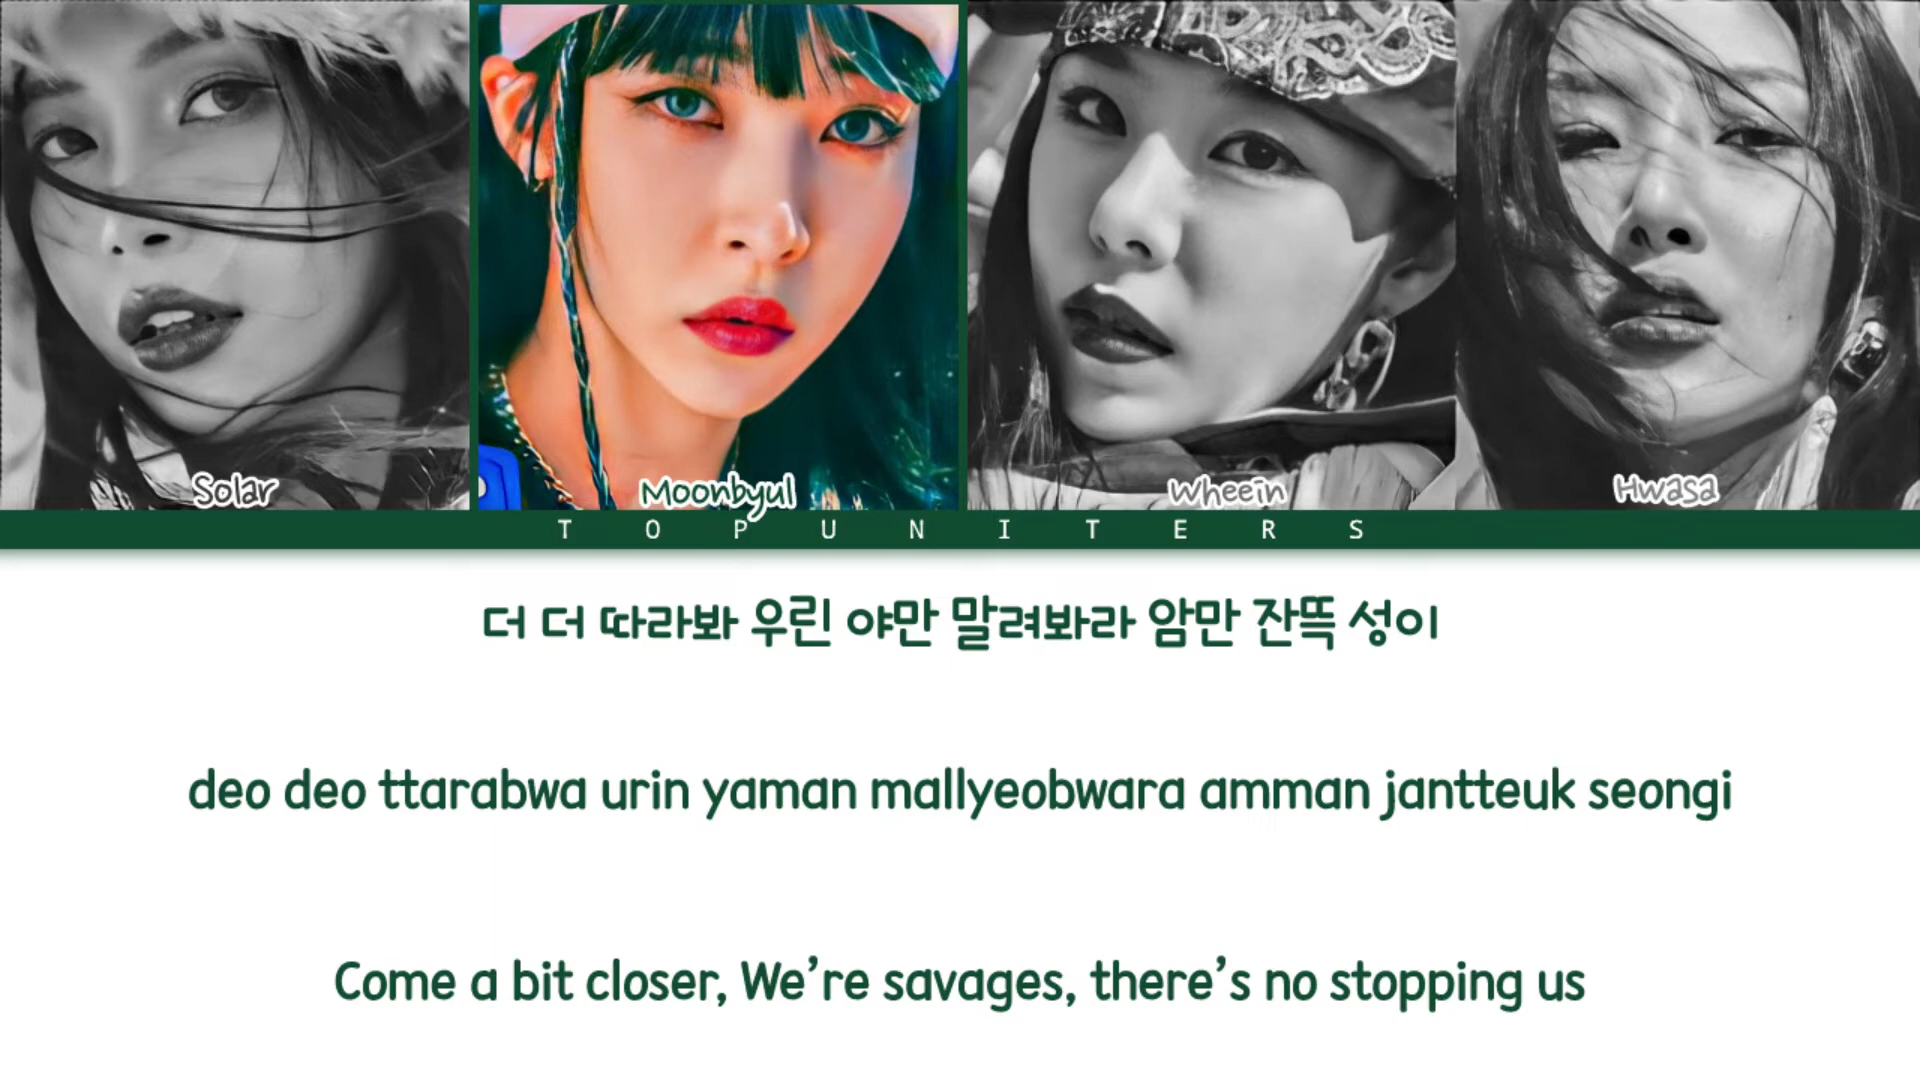 Solar
Moonbyul
Wheein
Hwasa
TOPUNITERS
더 더 따라봐 우린 야만 말려봐라 암만 잔뜩 성이
deo deo ttarabwa urin yaman mallyeobwara amman jantteuk seongi
Come a bit closer, We’re savages, there’s no stopping us